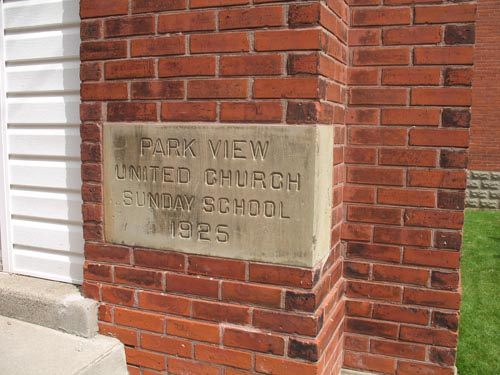 PARK VIEW
UNITED CHURCH
SUNDAY SCHOOL
1925